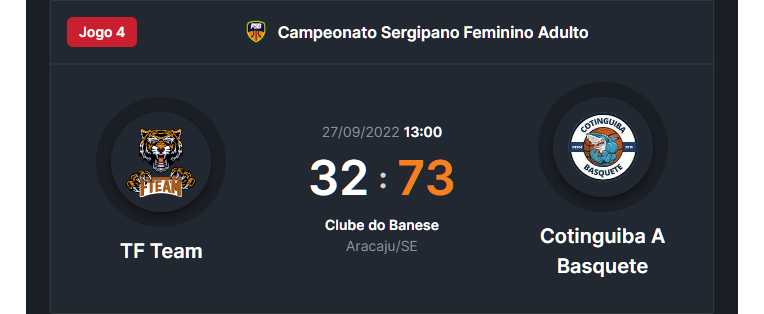 Jogo 4
FSB
Campeonato Sergipano Feminino Adulto
27/09/2022 13:00
32 : 73
Clube do Banese
Aracaju/SE
TEAM
TF Team
COTINGUIBA
BASQUETE
Cotinguiba A
Basquete